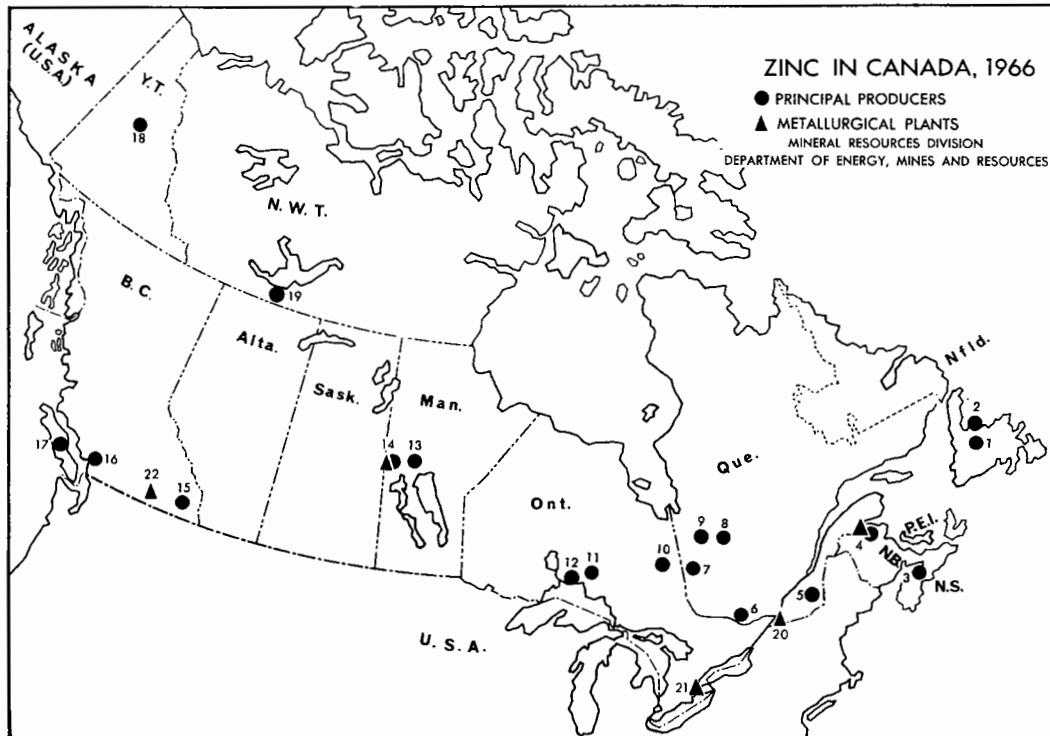 ALASKA
(U.S.A)
Y.T.
18
ZINC IN CANADA, 1966
● PRINCIPAL PRODUCERS
▲ METALLURGICAL PLANTS
MINERAL RESOURCES DIVISION
DEPARTMENT OF ENERGY, MINES AND RESOURCES
N.W.T.
19
B.C.
Alta.
Sask.
Man.
Nfld.
2
1
17
16
22
15
14
13
Ont.
Que.
9
8
10
7
12
11
6
5
4
P.E.I.
N.B.
3
N.S.
20
21
U.S.A.